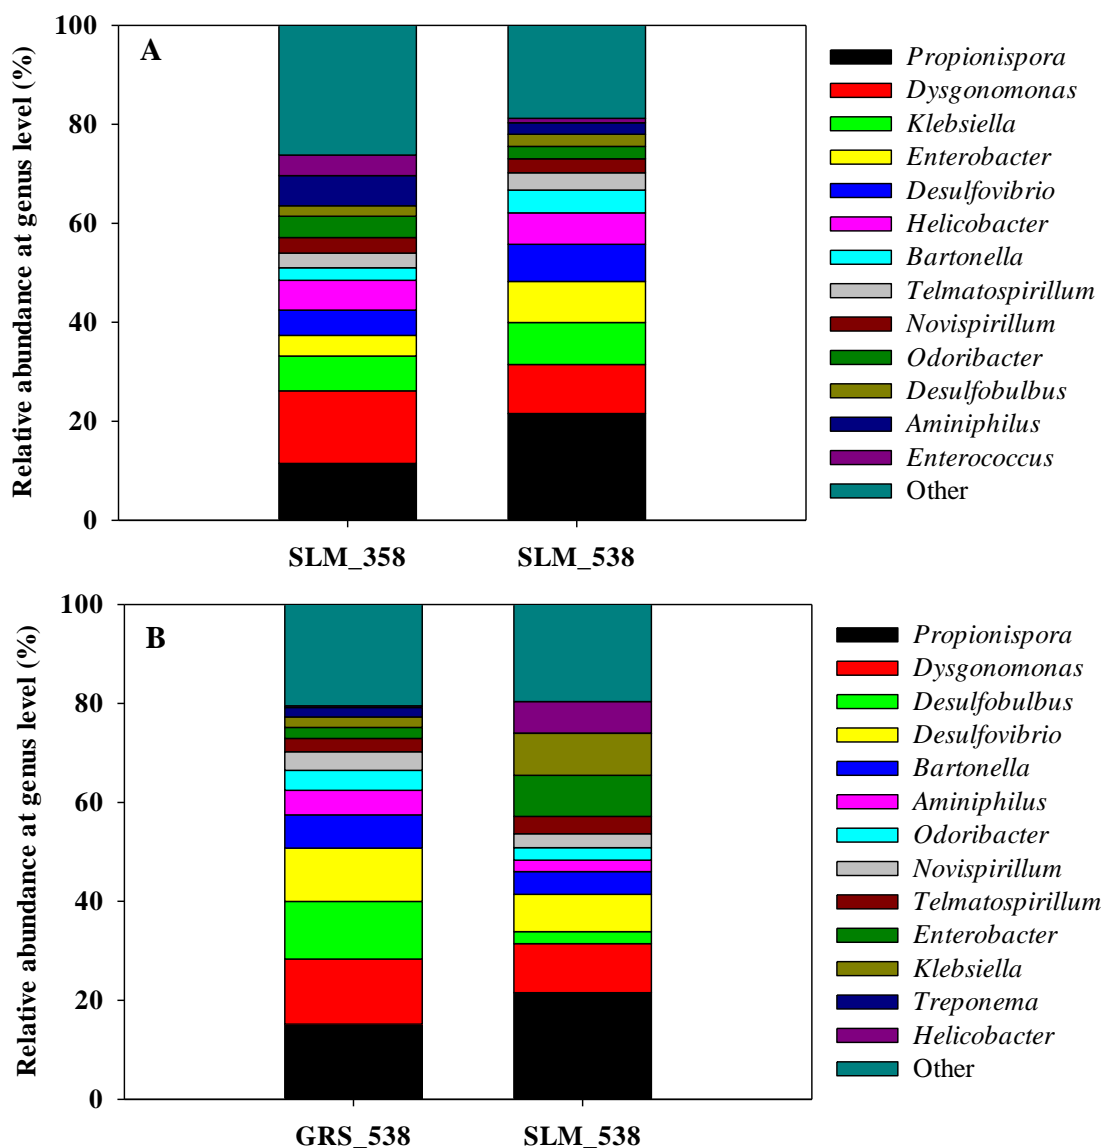 A
Relative abundance at genus level (%)
100
80
60
40
20
0
SLM_358 SLM_538
Propionispora
Dysgonomonas
Klebsiella
Enterobacter
Desulfovibrio
Helicobacter
Bartonella
Telmatospirillum
Novispirillum
Odoribacter
Desulfobulbus
Aminiphilus
Enterococcus
Other
B
Relative abundance at genus level (%)
100
80
60
40
20
0
GRS_538 SLM_538
Propionispora
Dysgonomonas
Desulfobulbus
Desulfovibrio
Bartonella
Aminiphilus
Odoribacter
Novispirillum
Telmatospirillum
Enterobacter
Klebsiella
Treponema
Helicobacter
Other